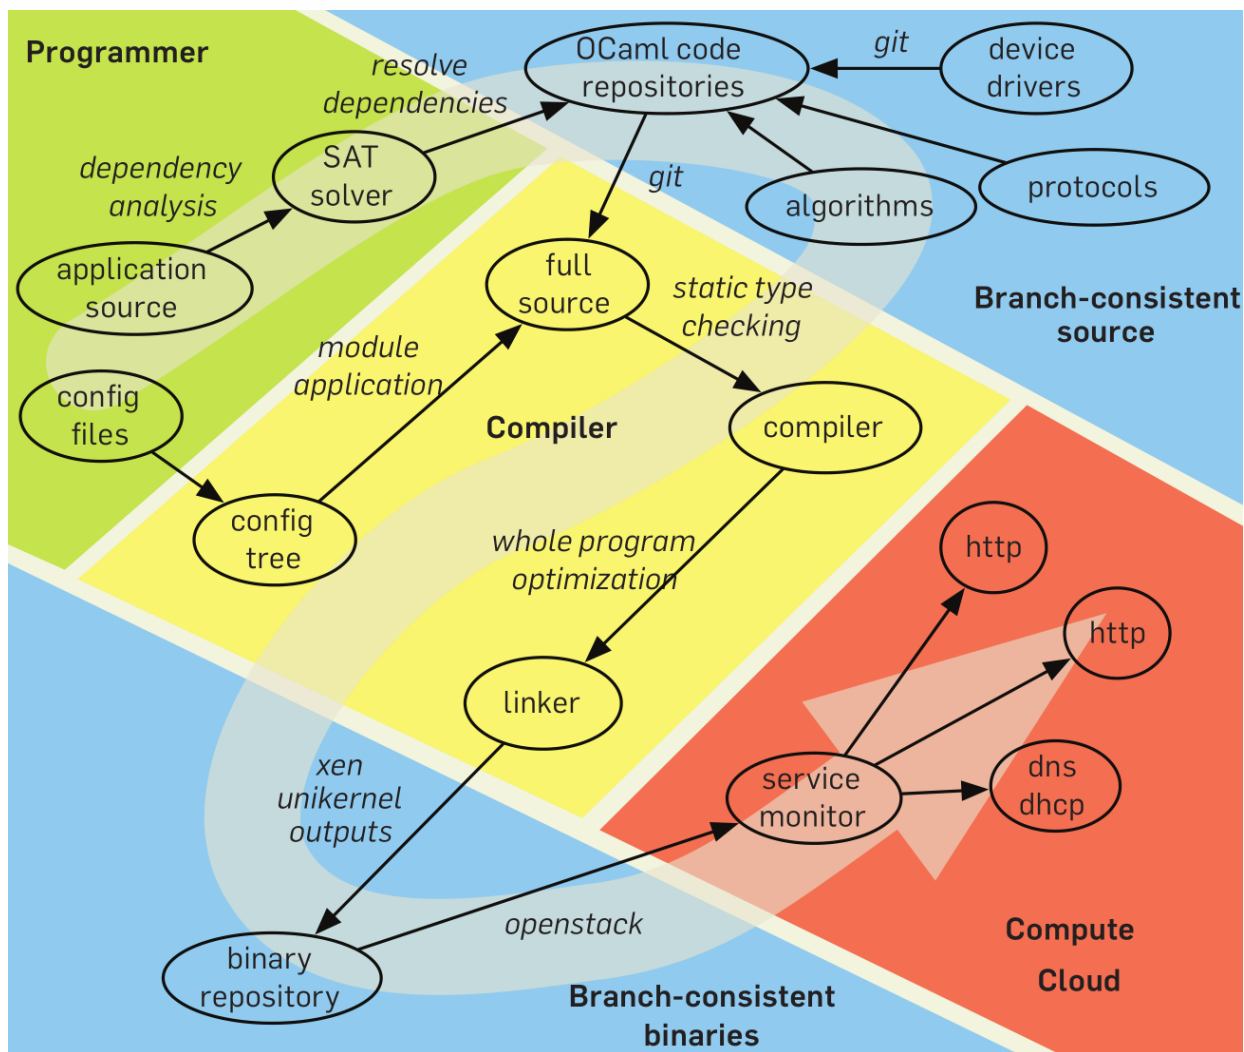 Programmer
resolve
dependencies
OCaml code
repositories
git
device
drivers
dependency
analysis
SAT
solver
git
algorithms
protocols
application
source
full
source
static type
checking
Branch-consistent
source
module
application
config
files
Compiler
compiler
config
tree
whole program
optimization
http
http
linker
xen
unikernel
outputs
service
monitor
dns
dhcp
openstack
Compute
Cloud
binary
repository
Branch-consistent
binaries